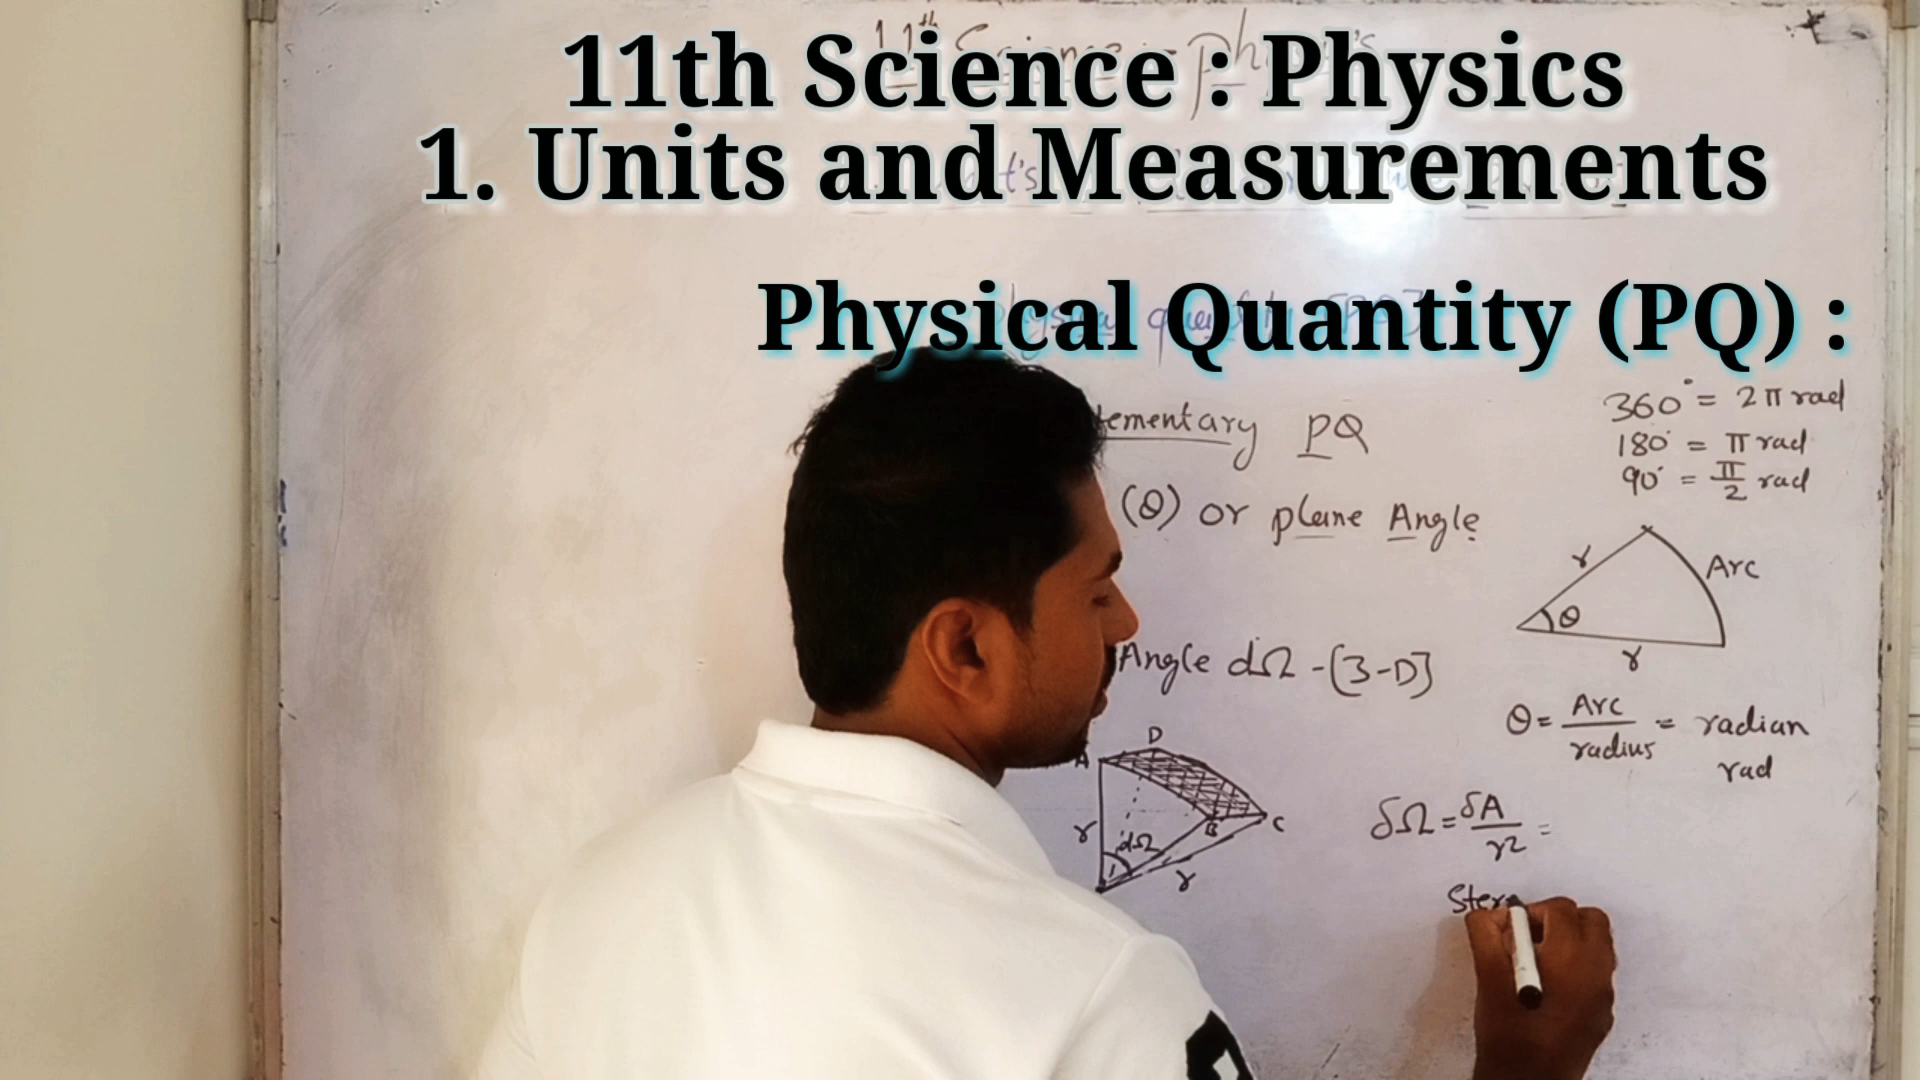 11th Science : Physics
1. Units and Measurements
Physical Quantity (PQ) :
360° = 2π rad
180° = π rad
90° = π/2 rad
ementary PQ
(θ) or plane Angle
r
Arc
θ
r
Angle dΩ - [3-D]
θ = Arc/radius = radian
rad
D
A
B
C
r
dΩ
r
δΩ = δA/r² =
Ster